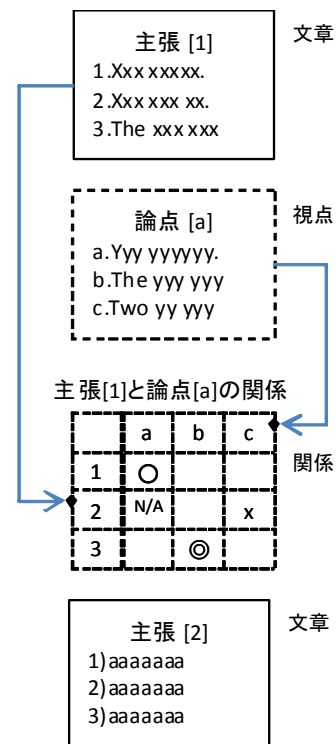 主張 [1]
文章
1.Xxx xxxxx.
2.Xxx xxx xx.
3.The xxx xxx
論点 [a]
視点
a.Yyy yyyyyy.
b.The yyy yyy
c.Two yy yyy
主張[1]と論点[a]の関係
a b c
関係
1 ○
2 N/A x
3 ◎
主張 [2]
文章
1)aaaaaaa
2)aaaaaaa
3)aaaaaaa